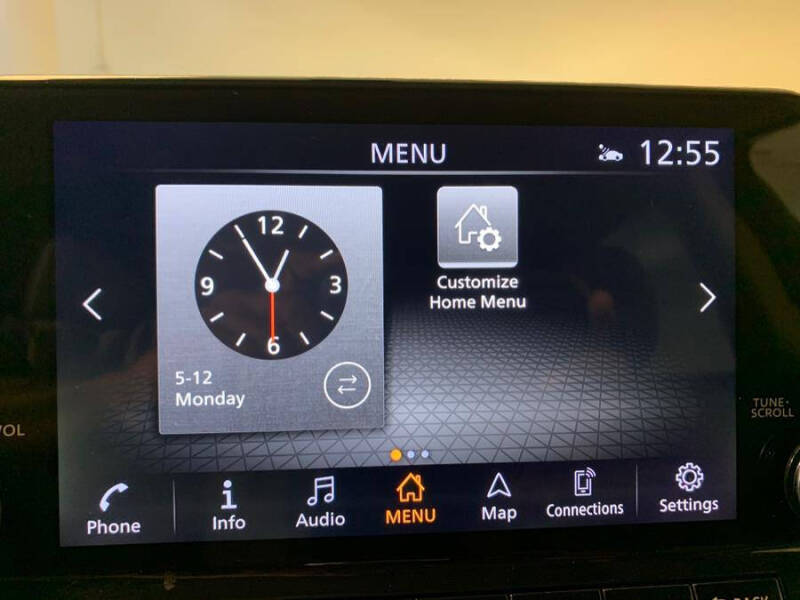 MENU
12:55
12
9
3
6
5-12
Monday
Customize
Home Menu
VOL
TUNE·
SCROLL
Phone
Info
Audio
MENU
Map
Connections
Settings
BACK